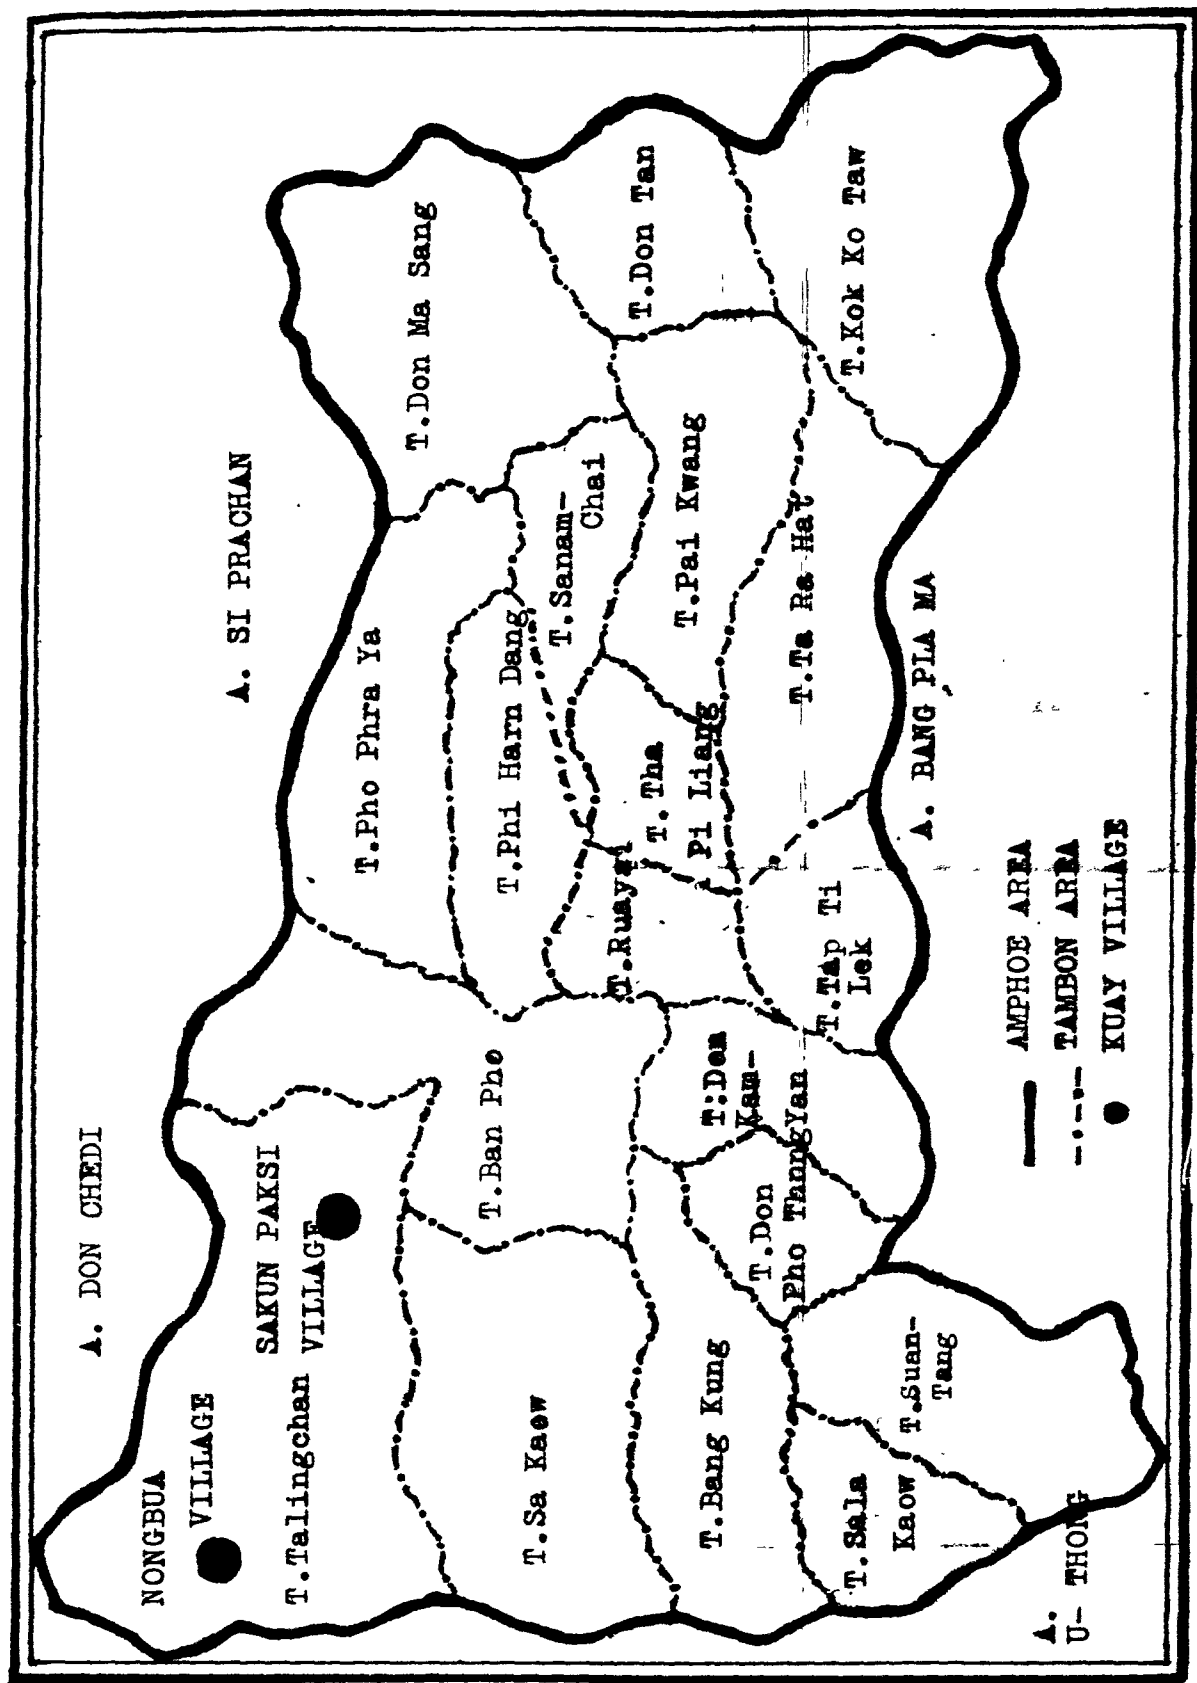 A. DON CHEDI
NONGBUA
VILLAGE
SAKUN PAKSI
VILLAGE
T.Talingchan
A. SI PRACHAN
T.Pho Phra Ya
T.Don Ma Sang
T.Ban Pho
T.Phi Harn Dang
T.Sanam-
Chai
T.Sa Kaew
T.Ruayai
T. Tha
Pi Liang
T.Pai Kwang
T.Don Tan
T.Bang Kung
T.Don
Pho Thong
T.Don
Kam-
Yan
T.Ta Ra Hat
T.Kok Ko Taw
T.Tap Ti
Lek
T.Sala
Kaow
T.Suan-
Tang
A. BANG PLA MA
A.
U- THONG
AMPHOE AREA
TAMBON AREA
KUAY VILLAGE